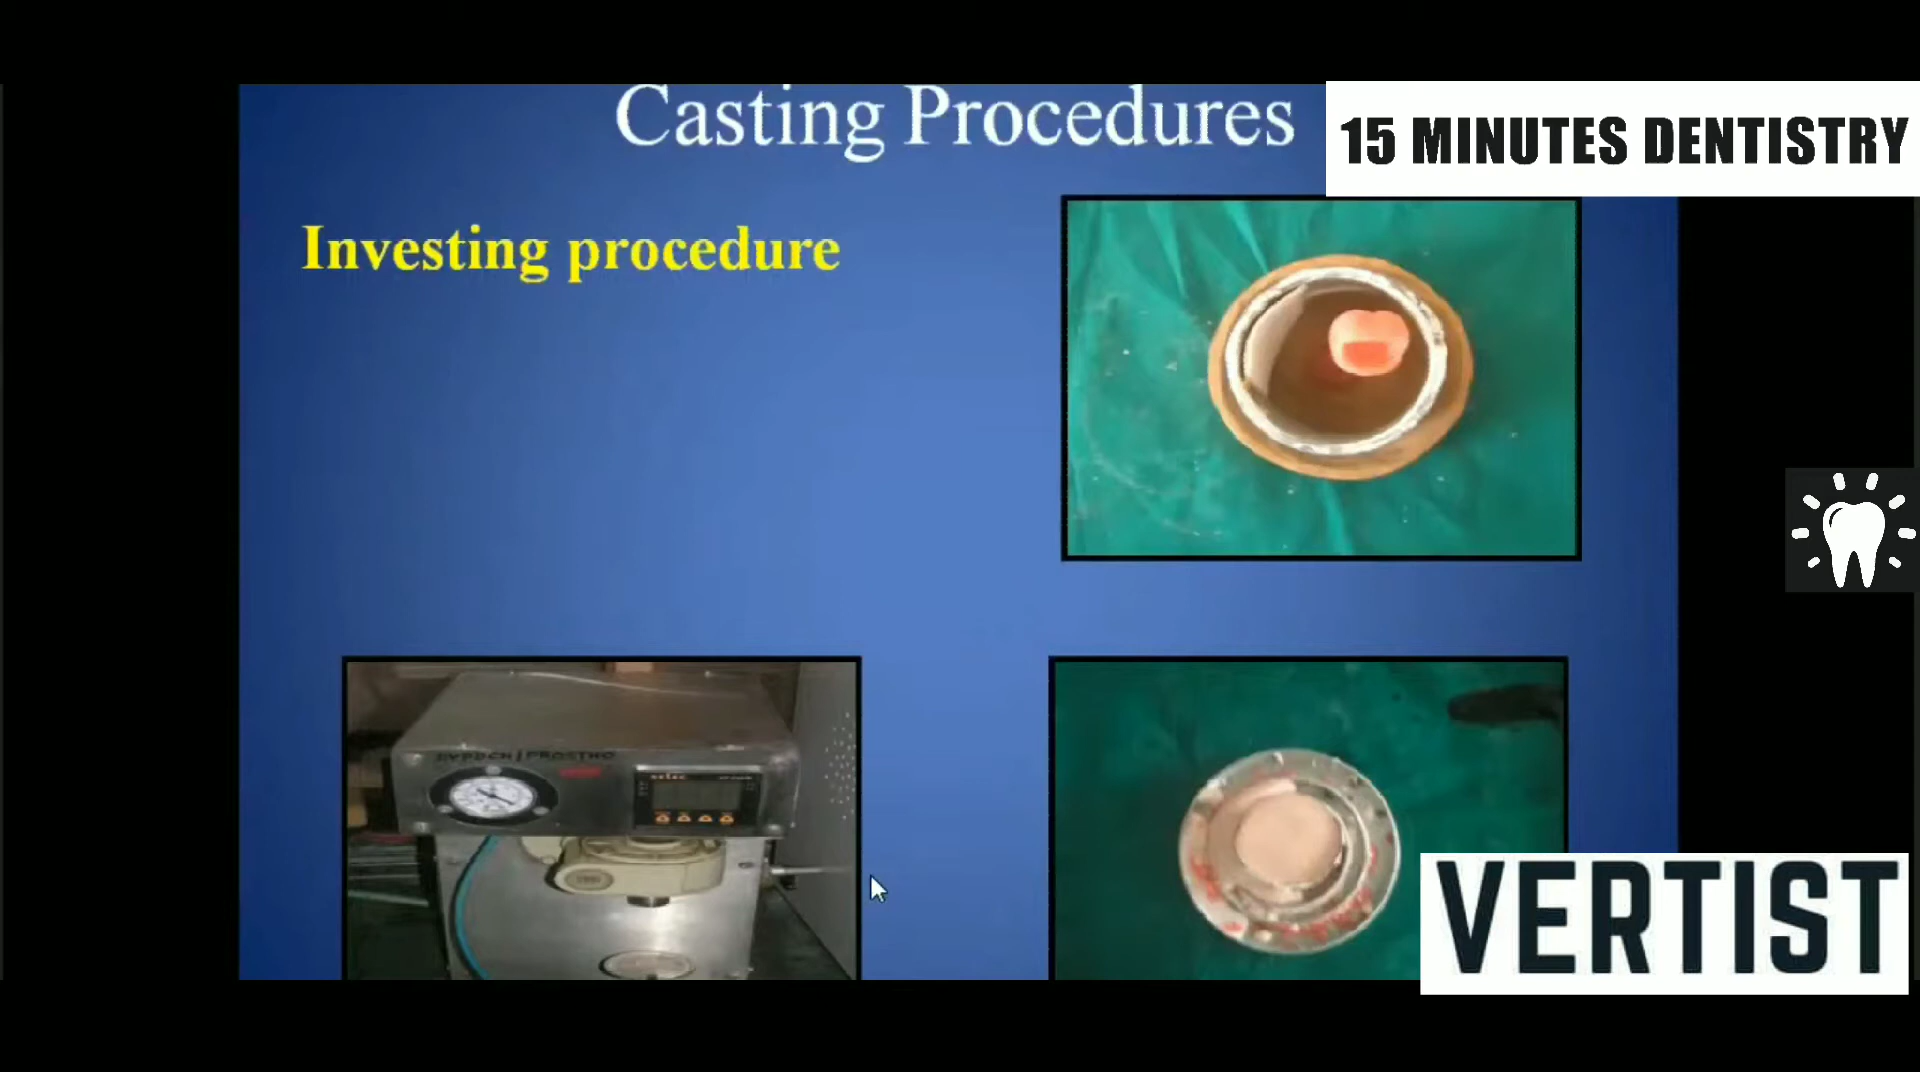 Casting Procedures
15 MINUTES DENTISTRY
Investing procedure
VERTIST